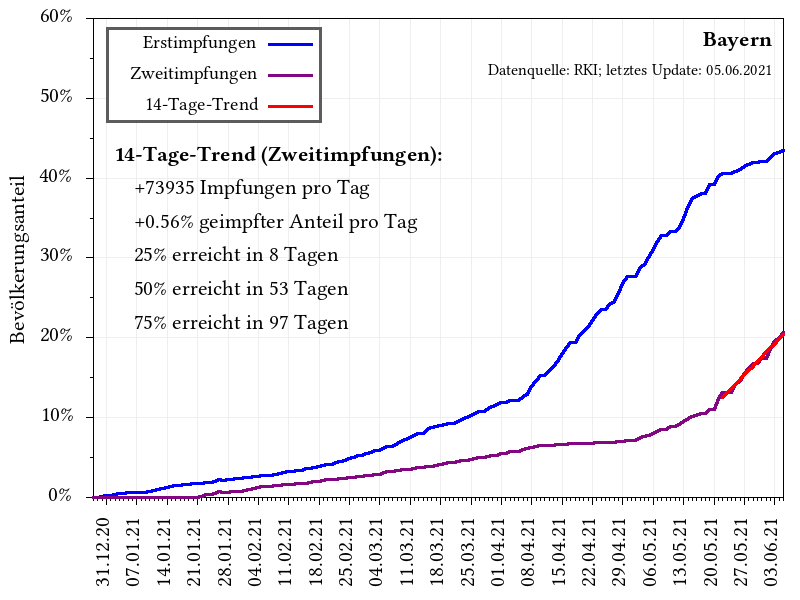 60%
50%
40%
30%
20%
10%
0%
Bevölkerungsanteil
Erstimpfungen
Zweitimpfungen
14-Tage-Trend
Bayern
Datenquelle: RKI; letztes Update: 05.06.2021
14-Tage-Trend (Zweitimpfungen):
+73935 Impfungen pro Tag
+0.56% geimpfter Anteil pro Tag
25% erreicht in 8 Tagen
50% erreicht in 53 Tagen
75% erreicht in 97 Tagen
31.12.20
07.01.21
14.01.21
21.01.21
28.01.21
04.02.21
11.02.21
18.02.21
25.02.21
04.03.21
11.03.21
18.03.21
25.03.21
01.04.21
08.04.21
15.04.21
22.04.21
29.04.21
06.05.21
13.05.21
20.05.21
27.05.21
03.06.21